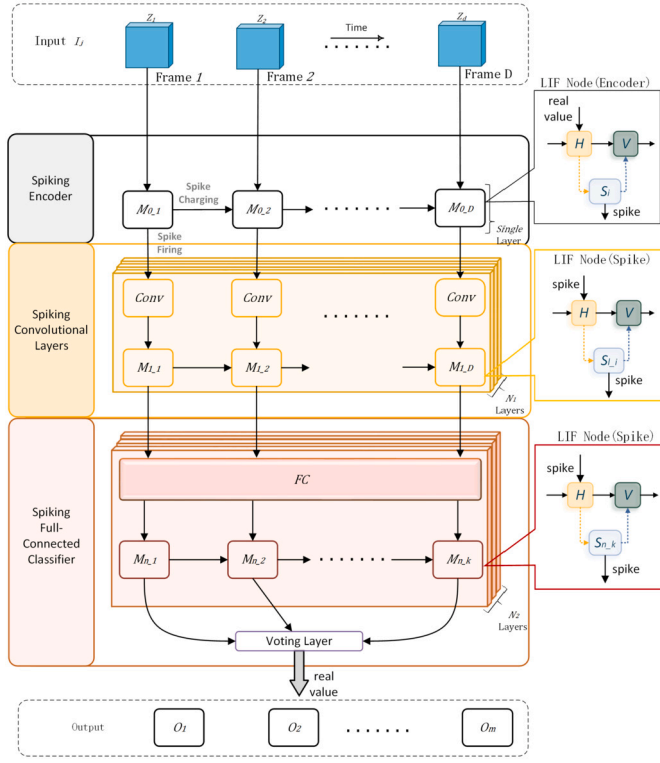 Z1 Z2 Zd
Input Ii
Time
Frame 1 Frame 2 Frame D
LIF Node(Encoder)
real
value
H V
Si
spike
Spiking
Encoder
M0_1
Spike
Charging
M0_2
M0_D
Single
Layer
Spike
Firing
LIF Node(Spike)
spike
H V
Si_i
spike
Spiking
Convolutional
Layers
Conv Conv Conv
M1_1 M1_2 M1_D
N1
Layers
LIF Node(Spike)
spike
H V
Sn_k
spike
Spiking
Full-
Connected
Classifier
FC
Mn_1 Mn_2 Mn_k
N2
Layers
Voting Layer
real
value
Output O1 O2 Om